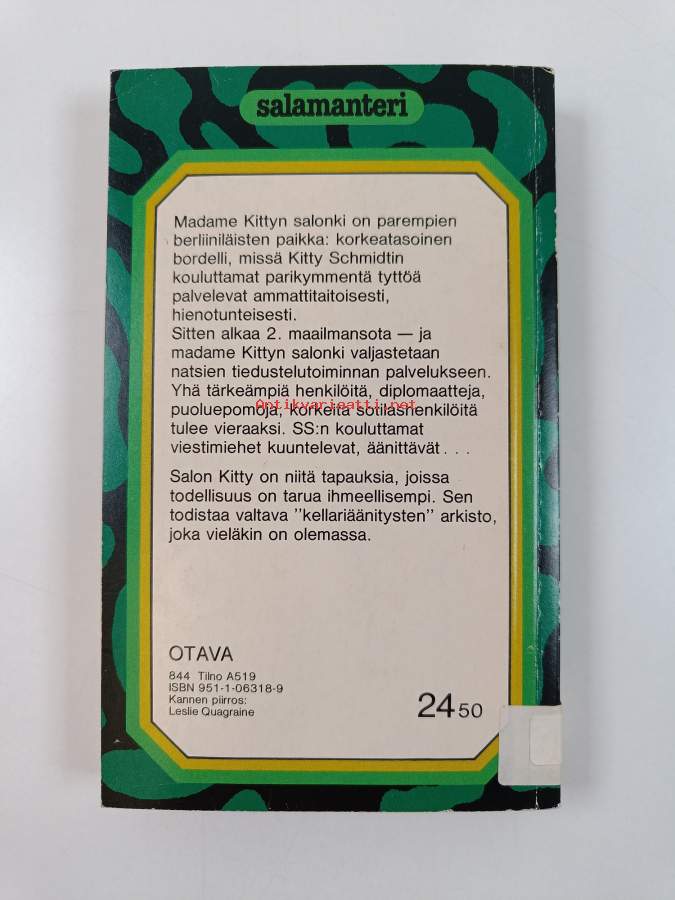 salamanteri
Madame Kittyn salonki on parempien
berliiniläisten paikka: korkeatasoinen
bordelli, missä Kitty Schmidtin
kouluttamat parikymmentä tyttöä
palvelevat ammattitaitoisesti,
hienotunteisesti.
Sitten alkaa 2. maailmansota — ja
madame Kittyn salonki valjastetaan
natsien tiedustelutoiminnan palvelukseen.
Yhä tärkeämpiä henkilöitä, diplomaatteja,
Antikvariaatti.net
puoluepomoja, korkeita sotilashenkilöitä
tulee vieraaksi. SS:n kouluttamat
viestimiehet kuuntelevat, äänittävät . . .
Salon Kitty on niitä tapauksia, joissa
todellisuus on tarua ihmeellisempi. Sen
todistaa valtava "kellariäänitysten" arkisto,
joka vieläkin on olemassa.
OTAVA
844 Tilno A519
ISBN 951-1-06318-9
Kannen piirros:
Leslie Quagraine
24 50